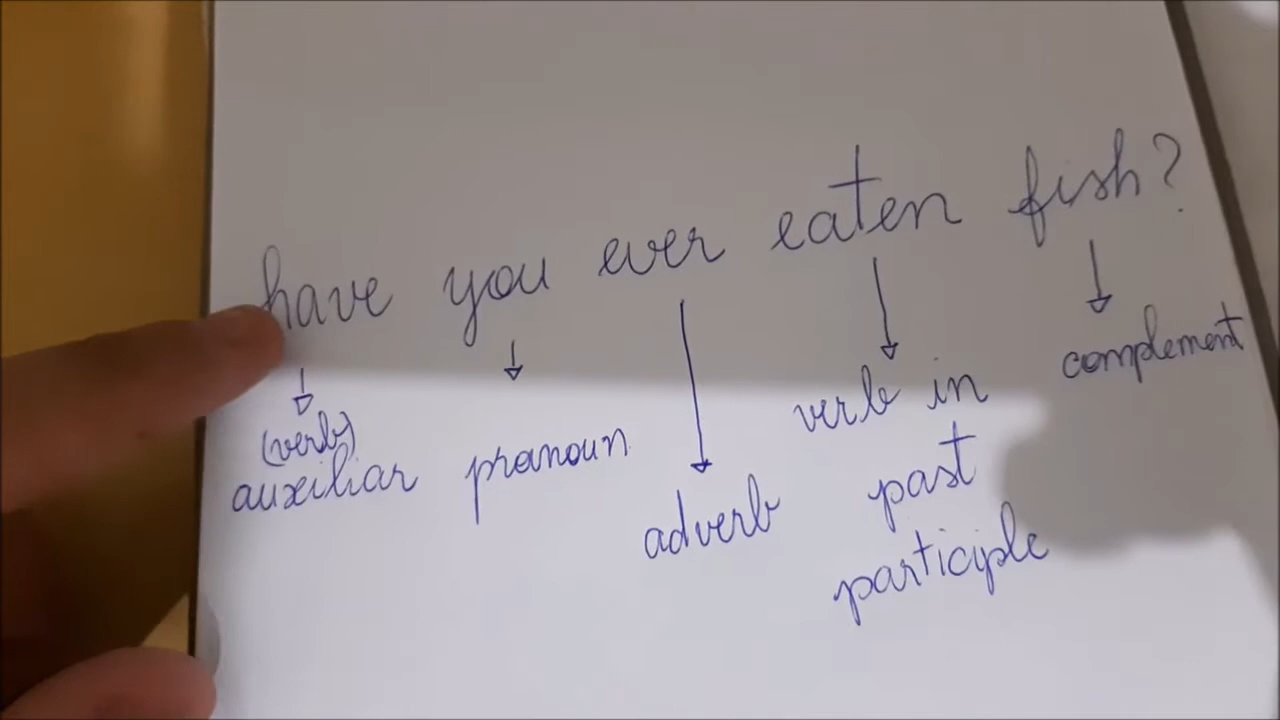 have you ever eaten fish?
(verb)
auxiliar
pronoun
adverb
verb in
past
participle
complement